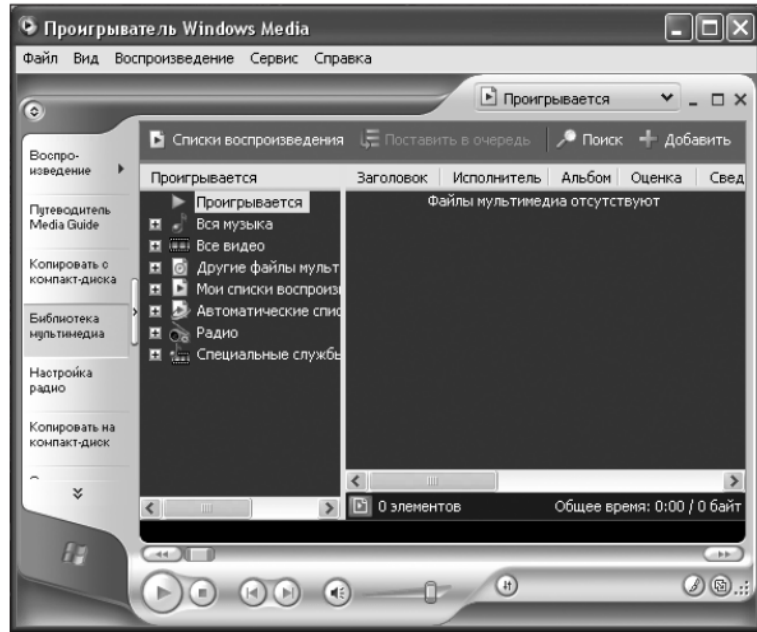 Проигрыватель Windows Media
Файл Вид Воспроизведение Сервис Справка
Проигрывается
Списки воспроизведения Поставить в очередь Поиск Добавить
Воспро-
изведение
Путеводитель
Media Guide
Копировать с
компакт-диска
Библиотека
мультимедиа
Настройка
радио
Копировать на
компакт-диск
Проигрывается
Проигрывается
Вся музыка
Все видео
Другие файлы мульт
Мои списки воспроиз
Автоматические спис
Радио
Специальные службы
Заголовок Исполнитель Альбом Оценка Свед
Файлы мультимедиа отсутствуют
0 элементов Общее время: 0:00 / 0 байт